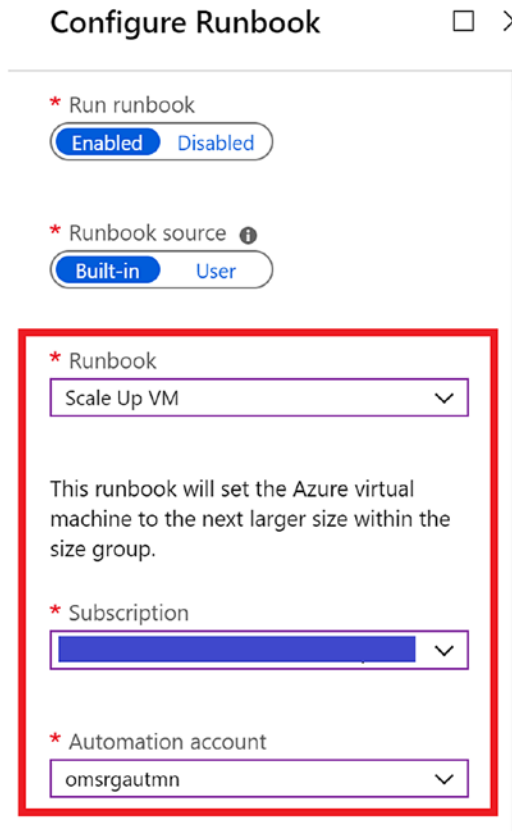 Configure Runbook
* Run runbook
Enabled Disabled
* Runbook source
Built-in User
* Runbook
Scale Up VM
This runbook will set the Azure virtual
machine to the next larger size within the
size group.
* Subscription
* Automation account
omsrgautmn